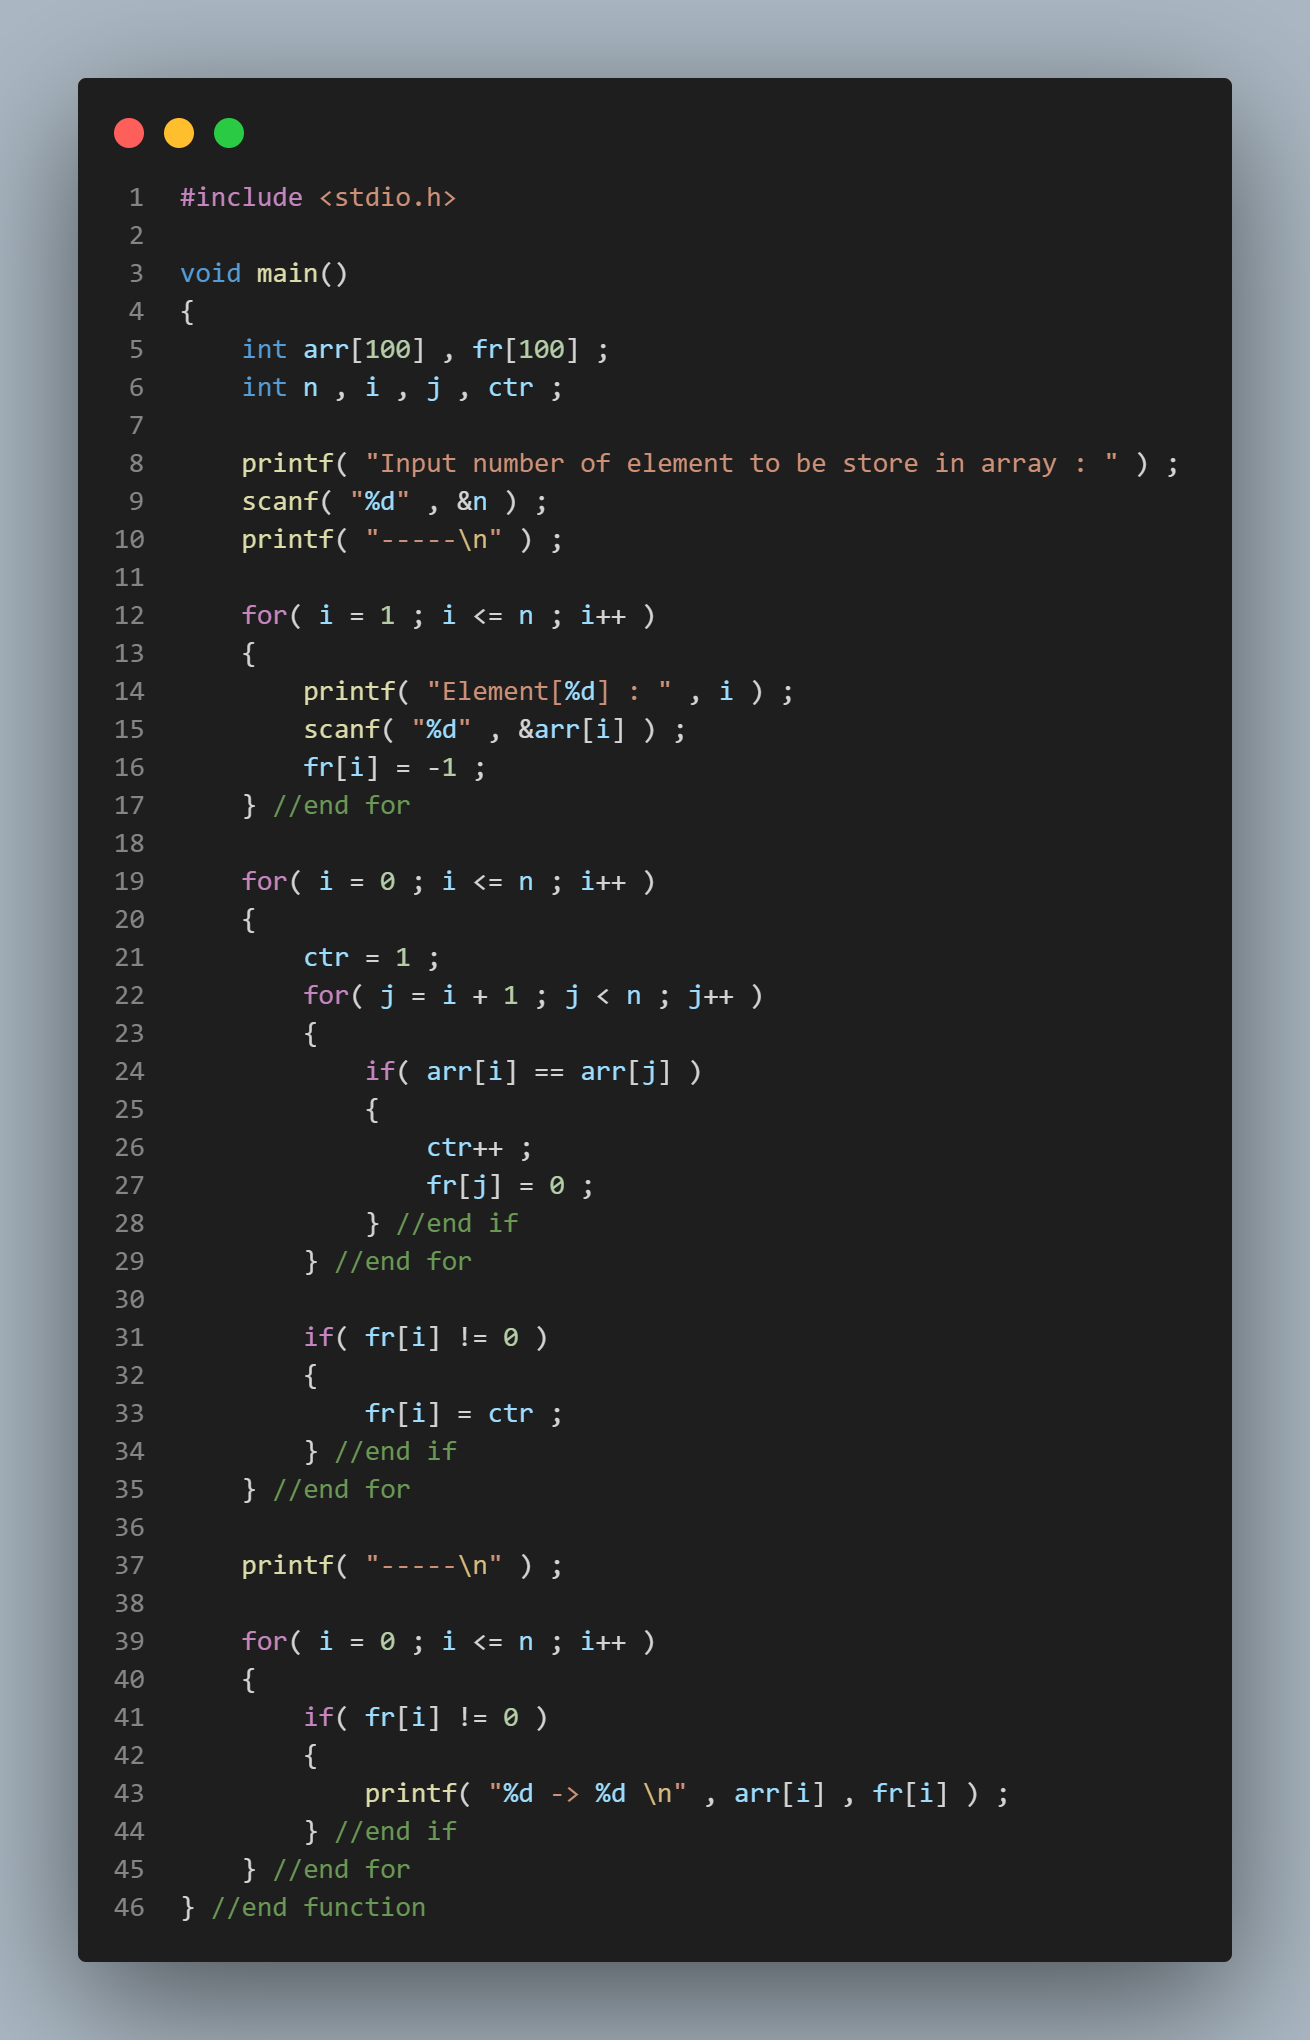 1 #include <stdio.h>
2
3 void main()
4 {
5     int arr[100] , fr[100] ;
6     int n , i , j , ctr ;
7
8     printf( "Input number of element to be store in array : " ) ;
9     scanf( "%d" , &n ) ;
10     printf( "-----\n" ) ;
11
12     for( i = 1 ; i <= n ; i++ )
13     {
14         printf( "Element[%d] : " , i ) ;
15         scanf( "%d" , &arr[i] ) ;
16         fr[i] = -1 ;
17     } //end for
18
19     for( i = 0 ; i <= n ; i++ )
20     {
21         ctr = 1 ;
22         for( j = i + 1 ; j < n ; j++ )
23         {
24             if( arr[i] == arr[j] )
25             {
26                 ctr++ ;
27                 fr[j] = 0 ;
28             } //end if
29         } //end for
30
31         if( fr[i] != 0 )
32         {
33             fr[i] = ctr ;
34         } //end if
35     } //end for
36
37     printf( "-----\n" ) ;
38
39     for( i = 0 ; i <= n ; i++ )
40     {
41         if( fr[i] != 0 )
42         {
43             printf( "%d -> %d \n" , arr[i] , fr[i] ) ;
44         } //end if
45     } //end for
46 } //end function